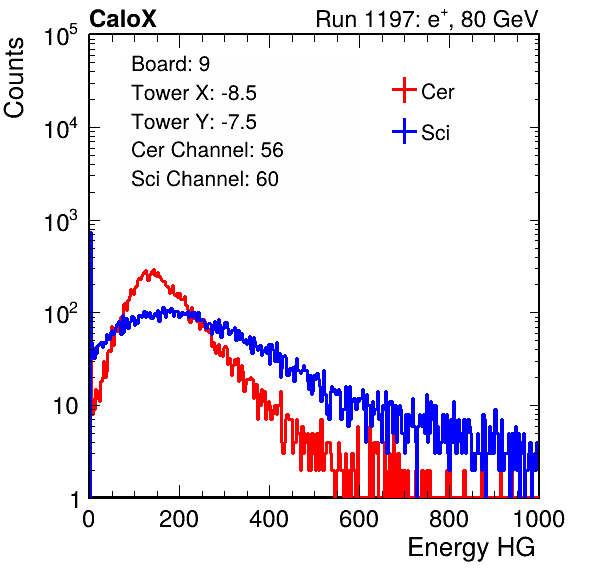 CaloX Run 1197: e⁺, 80 GeV
Counts
Board: 9
Tower X: -8.5
Tower Y: -7.5
Cer Channel: 56
Sci Channel: 60
Cer
Sci
10⁵
10⁴
10³
10²
10
1
0 200 400 600 800 1000
Energy HG